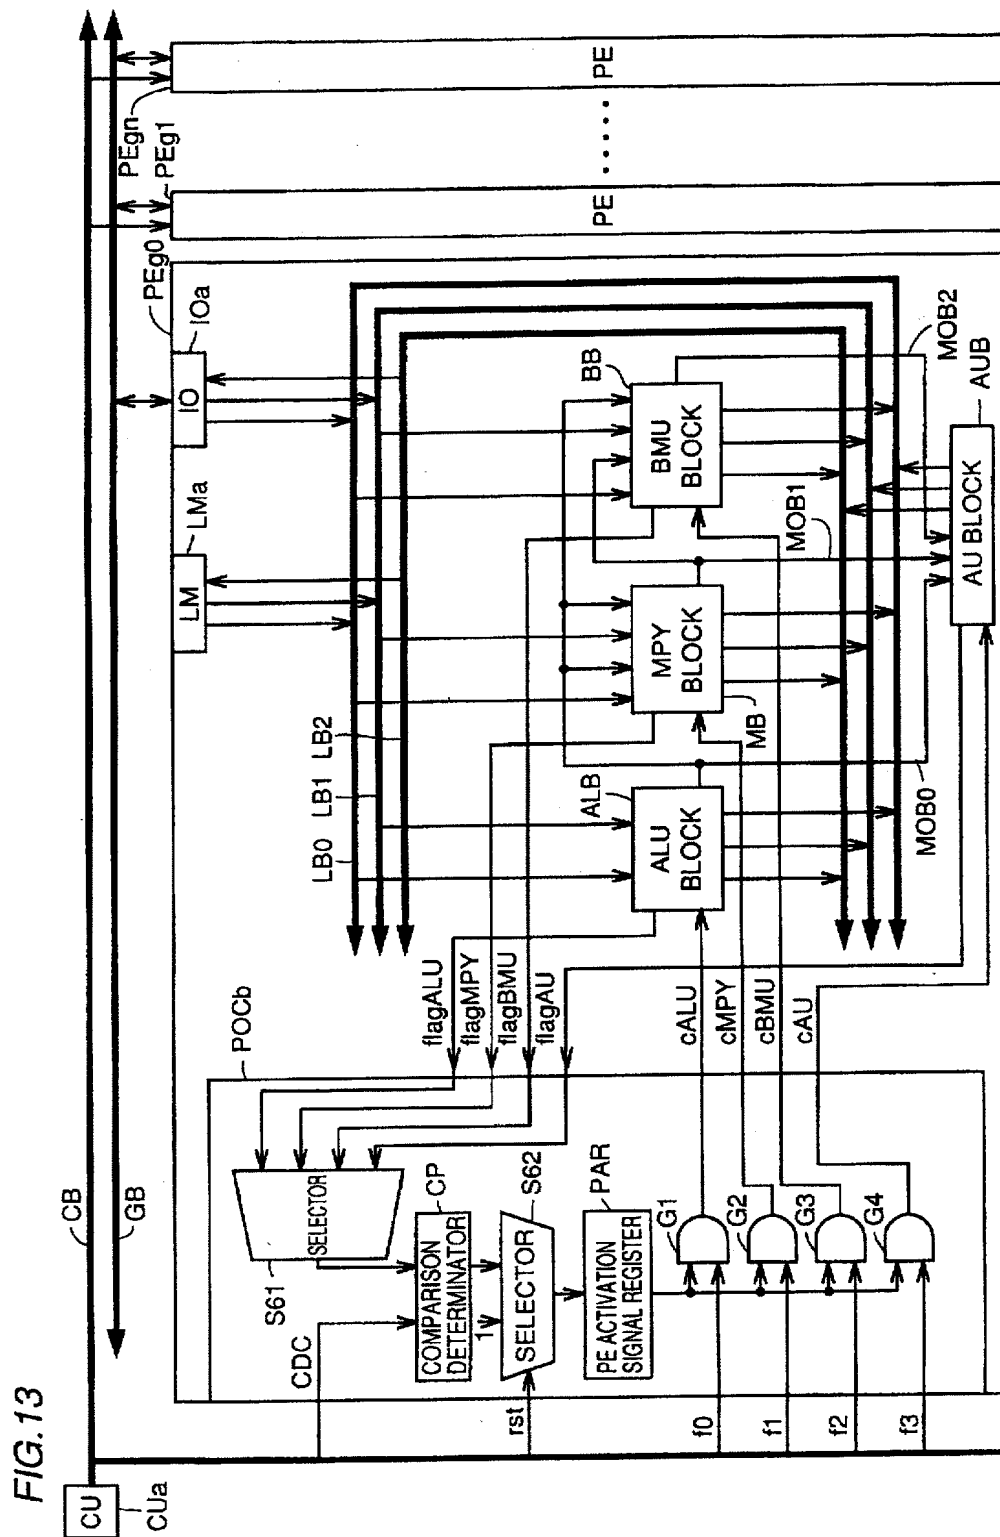 FIG.13
CU
CUa
CB
GB
PEg0
PEg1
PEgn
PE
.....
PE
LM
LMa
IO
IOa
LB0
LB1
LB2
POCb
SELECTOR
S61
CDC
COMPARISON
DETERMINATOR
CP
1
SELECTOR
S62
rst
PE ACTIVATION
SIGNAL REGISTER
PAR
f0
f1
f2
f3
G1
G2
G3
G4
flagALU
flagMPY
flagBMU
flagAU
cALU
cMPY
cBMU
cAU
ALU
BLOCK
ALB
MPY
BLOCK
MB
BMU
BLOCK
BB
MOB0
MOB1
MOB2
AU BLOCK
AUB